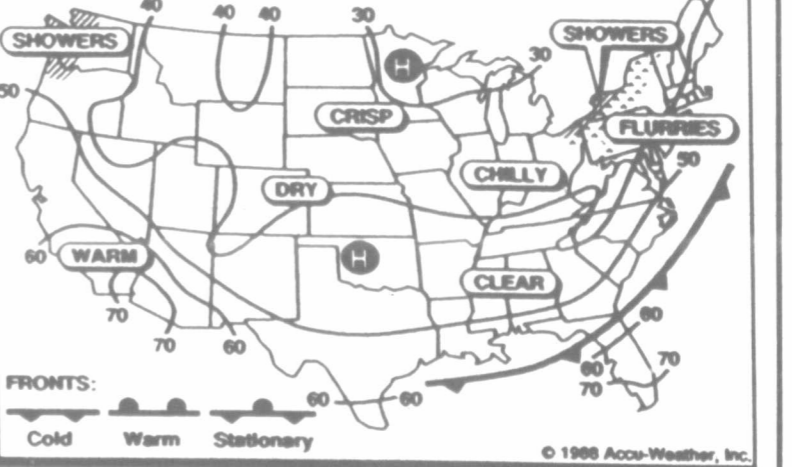 40 40 40 30
SHOWERS
SHOWERS
H
30
50
CRISP
FLURRIES
CHILLY
50
DRY
60
WARM
H
CLEAR
70
70
60
60
60
70
70
60
60
FRONTS:
Cold Warm Stationary
© 1988 Accu-Weather, Inc.